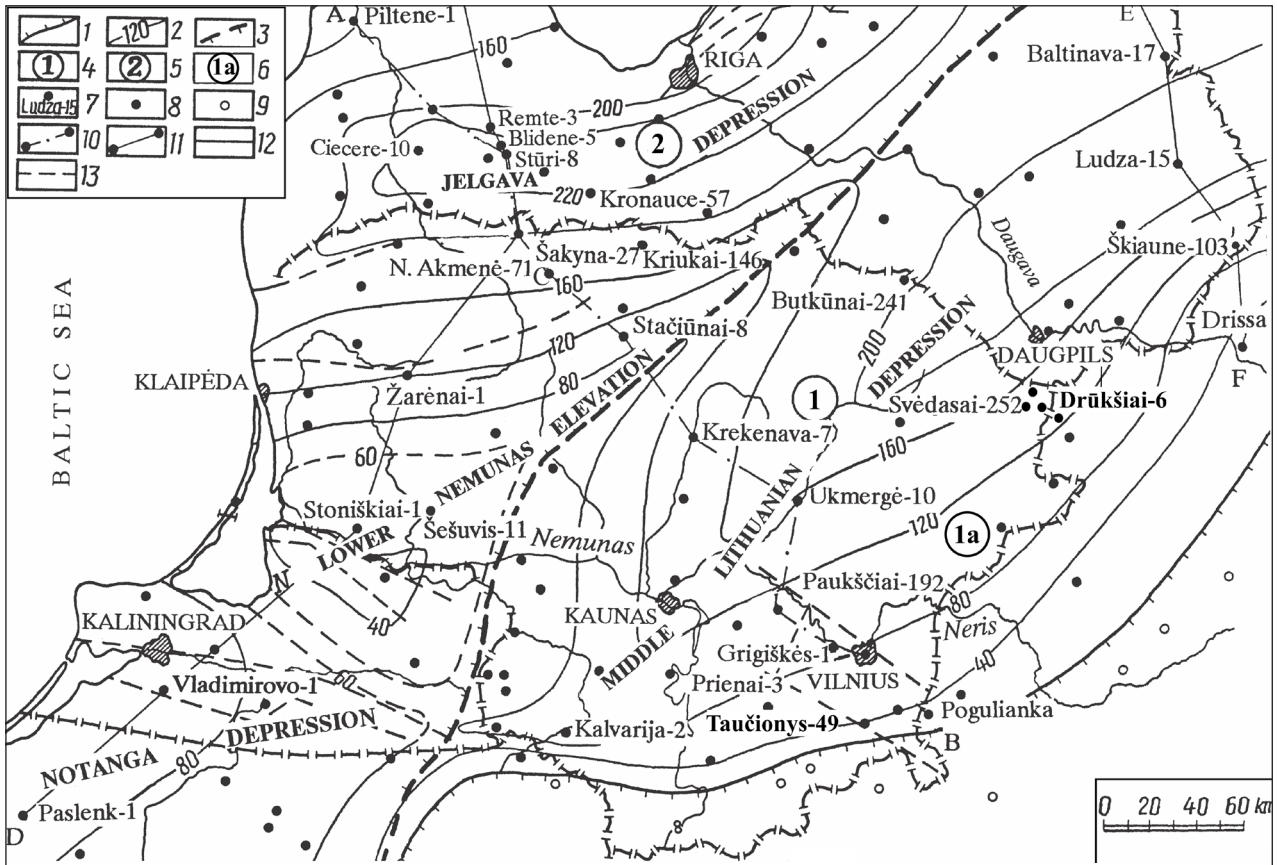 1
120
2
3
1
4
2
5
1a
6
Ludza-15
7
8
9
10
11
12
13
A
Piltene-1
160
RIGA
E
Baltinava-17
200
Remte-3
Blidene-5
Ciecere-10
Stūri-8
2
DEPRESSION
Ludza-15
JELGAVA
220
Kronauce-57
Daugava
Šakyna-27
Kriukai-146
Škiaune-103
N. Akmenė-71
C
160
Butkūnai-241
Stačiūnai-8
Drissa
120
200
DEPRESSION
DAUGPILS
KLAIPĖDA
80
Žarėnai-1
F
BALTIC SEA
ELEVATION
1
Svėdasai-252
Drūkšiai-6
Krekenava-7
160
60
NEMUNAS
Stoniškiai-1
Šešuvis-11
Ukmergė-10
120
1a
LOWER
Nemunas
LITHUANIAN
Paukščiai-192
80
KALININGRAD
40
KAUNAS
Neris
MIDDLE
Grigiškės-1
VILNIUS
40
60
Vladimirovo-1
Prienai-3
Taučionys-49
Pogulianka
DEPRESSION
Kalvarija-2
B
NOTANGA
80
Paslenk-1
D
0 20 40 60 km